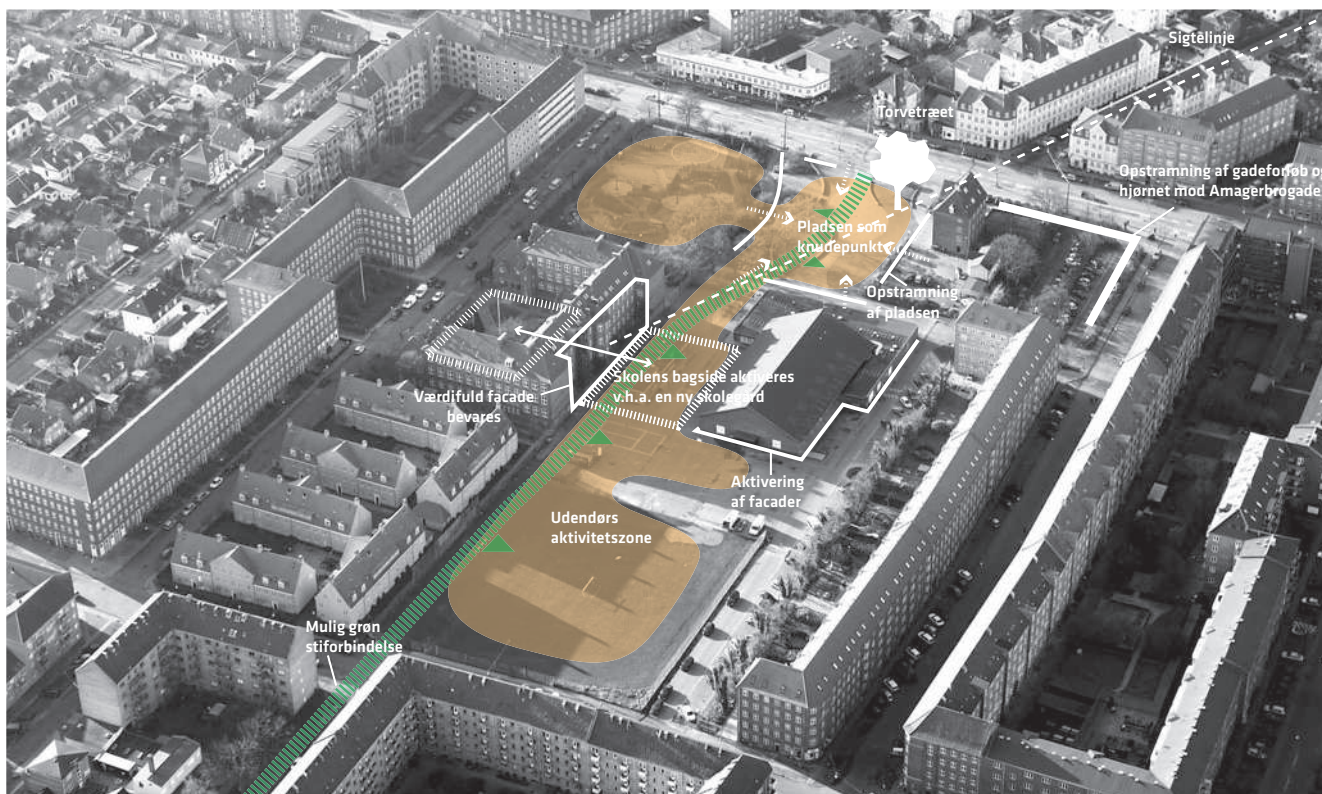 Sigtelinje
Torvetræet
Opstramning af gadeforløb og
hjørnet mod Amagerbrogade
Pladsen som
knudepunkt
Opstramning
af pladsen
Skolens bagside aktiveres
v.h.a. en ny skolegård
Værdifuld facade
bevares
Aktivering
af facader
Udendørs
aktivitetszone
Mulig grøn
stiforbindelse